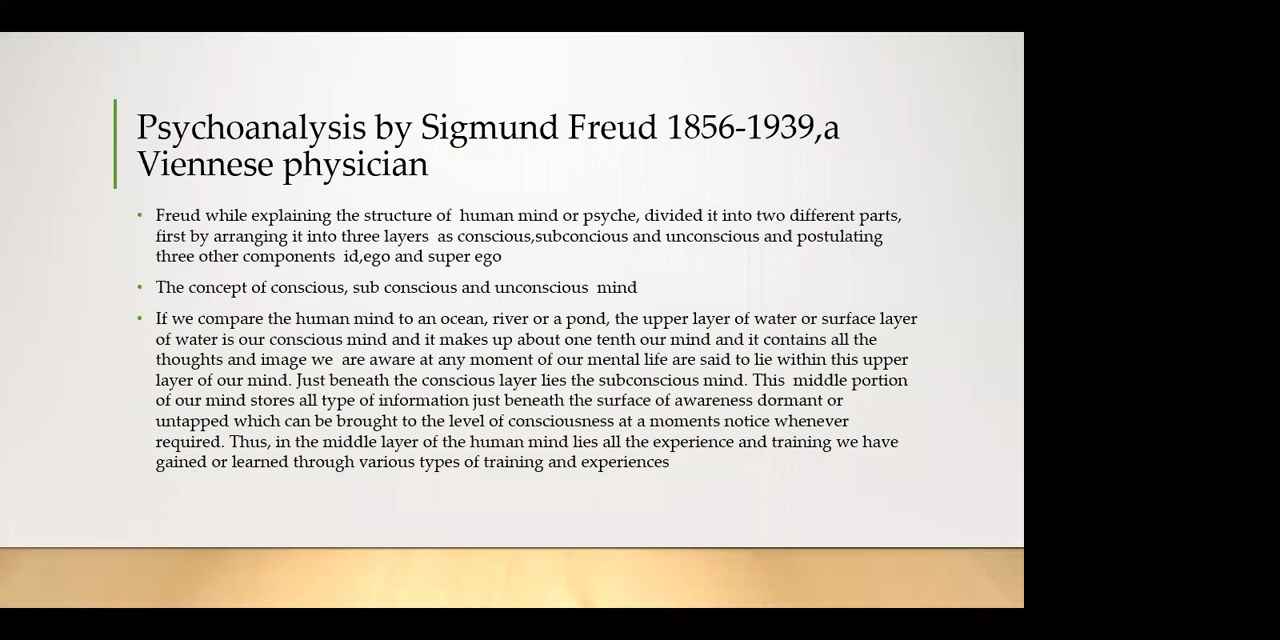 Psychoanalysis by Sigmund Freud 1856-1939,a
Viennese physician
• Freud while explaining the structure of  human mind or psyche, divided it into two different parts,
first by arranging it into three layers  as conscious,subconcious and unconscious and postulating
three other components  id,ego and super ego
• The concept of conscious, sub conscious and unconscious  mind
• If we compare the human mind to an ocean, river or a pond, the upper layer of water or surface layer
of water is our conscious mind and it makes up about one tenth our mind and it contains all the
thoughts and image we  are aware at any moment of our mental life are said to lie within this upper
layer of our mind. Just beneath the conscious layer lies the subconscious mind. This  middle portion
of our mind stores all type of information just beneath the surface of awareness dormant or
untapped which can be brought to the level of consciousness at a moments notice whenever
required. Thus, in the middle layer of the human mind lies all the experience and training we have
gained or learned through various types of training and experiences